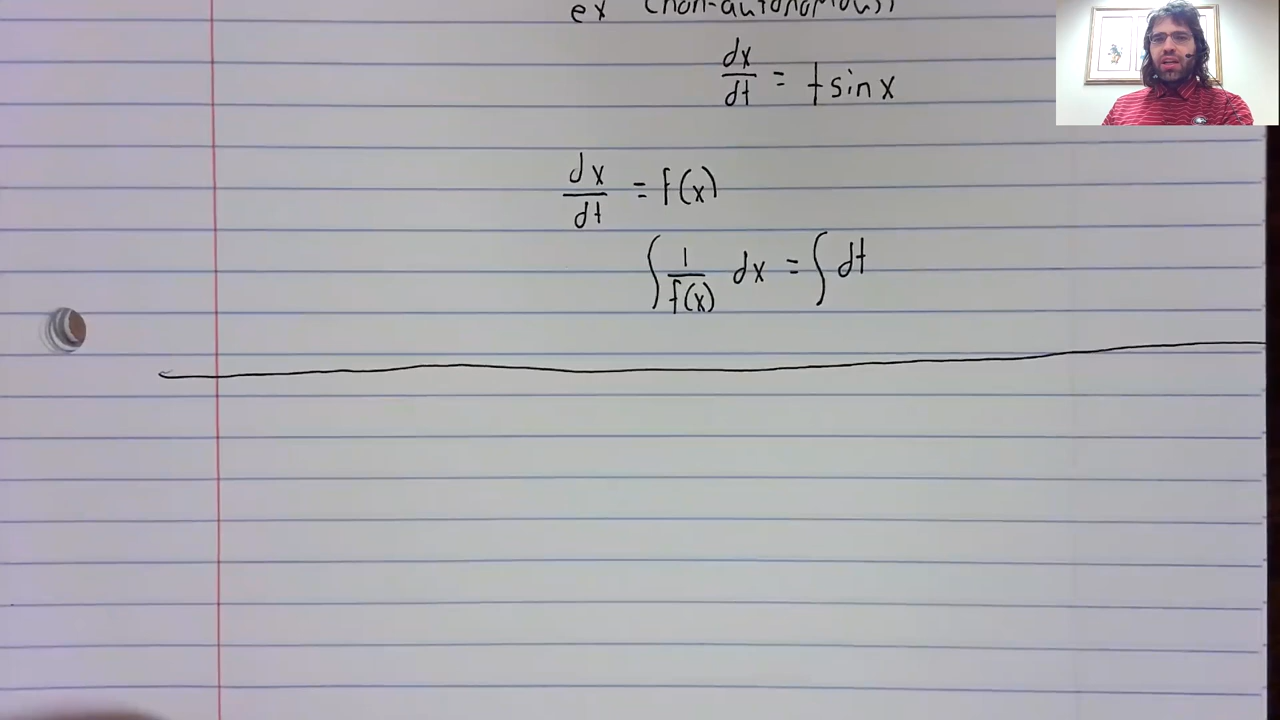 ex (non-autonomous)
dx/dt = t sin x
dx/dt = f(x)
∫ 1/f(x) dx = ∫ dt